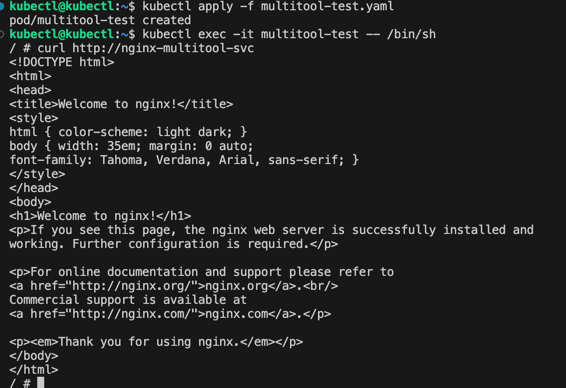 kubectl@kubectl:~$ kubectl apply -f multitool-test.yaml
pod/multitool-test created
kubectl@kubectl:~$ kubectl exec -it multitool-test -- /bin/sh
/ # curl http://nginx-multitool-svc
<!DOCTYPE html>
<html>
<head>
<title>Welcome to nginx!</title>
<style>
html { color-scheme: light dark; }
body { width: 35em; margin: 0 auto;
font-family: Tahoma, Verdana, Arial, sans-serif; }
</style>
</head>
<body>
<h1>Welcome to nginx!</h1>
<p>If you see this page, the nginx web server is successfully installed and
working. Further configuration is required.</p>

<p>For online documentation and support please refer to
<a href="http://nginx.org/">nginx.org</a>.<br/>
Commercial support is available at
<a href="http://nginx.com/">nginx.com</a>.</p>

<p><em>Thank you for using nginx.</em></p>
</body>
</html>
/ #